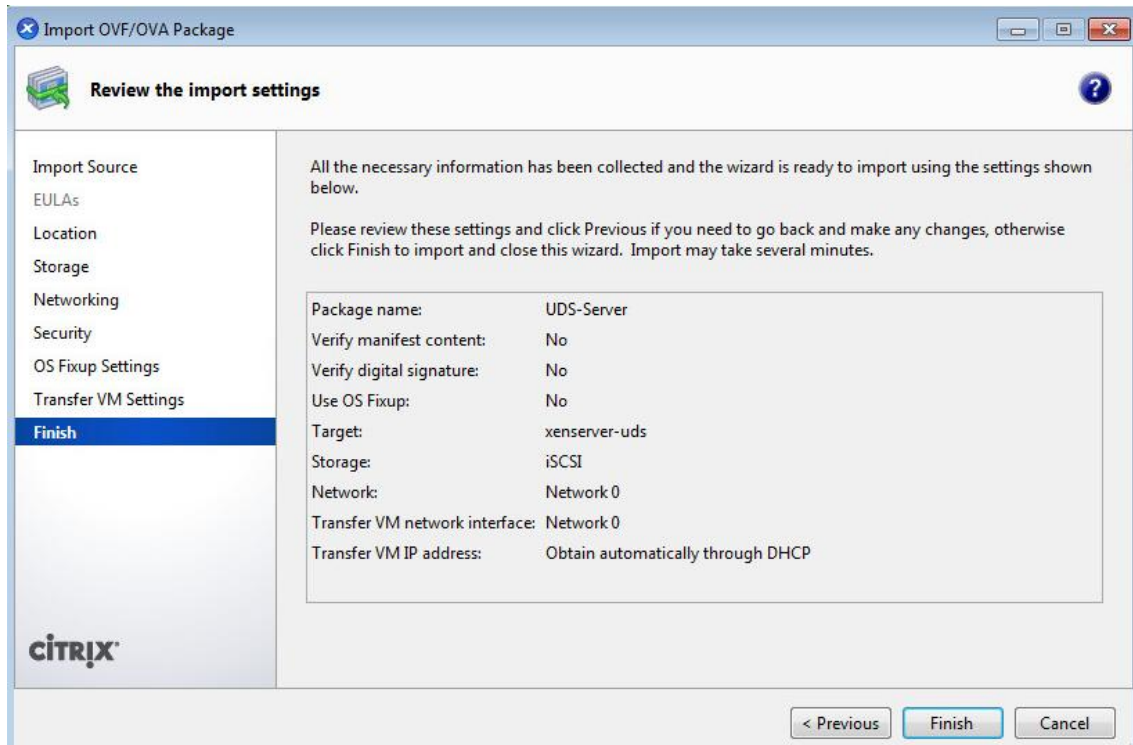 Import OVF/OVA Package
Review the import settings
?
Import Source
EULAs
Location
Storage
Networking
Security
OS Fixup Settings
Transfer VM Settings
Finish
All the necessary information has been collected and the wizard is ready to import using the settings shown
below.
Please review these settings and click Previous if you need to go back and make any changes, otherwise
click Finish to import and close this wizard. Import may take several minutes.
Package name: UDS-Server
Verify manifest content: No
Verify digital signature: No
Use OS Fixup: No
Target: xenserver-uds
Storage: iSCSI
Network: Network 0
Transfer VM network interface: Network 0
Transfer VM IP address: Obtain automatically through DHCP
CİTRIX
< Previous Finish Cancel